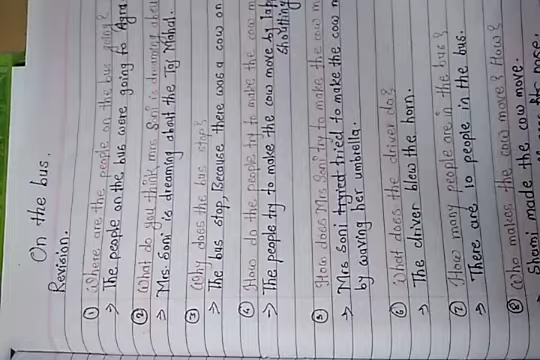 On the bus.
Revision.
① Where are the people on the bus going?
⇒ The people on the bus were going to Agra.
② What do you think mrs Soni is dreaming about
⇒ Mrs. Soni is dreaming about the Taj Mahal.
③ Why does the bus stop?
⇒ The bus stop, Because there was a cow on
④ How do the people try to make the cow m
⇒ The people try to make the cow move by
shouting
⑤ How does Mrs Soni try to make the cow m
⇒ Mrs Soni tryied tried to make the cow m
by waving her umbrella.
⑥ What does the driver do?
⇒ The driver blew the horn.
⑦ How many people are in the bus?
⇒ There are 10 people in the bus.
⑧ Who makes the cow move? How?
⇒ Shami made the cow move.
nose.